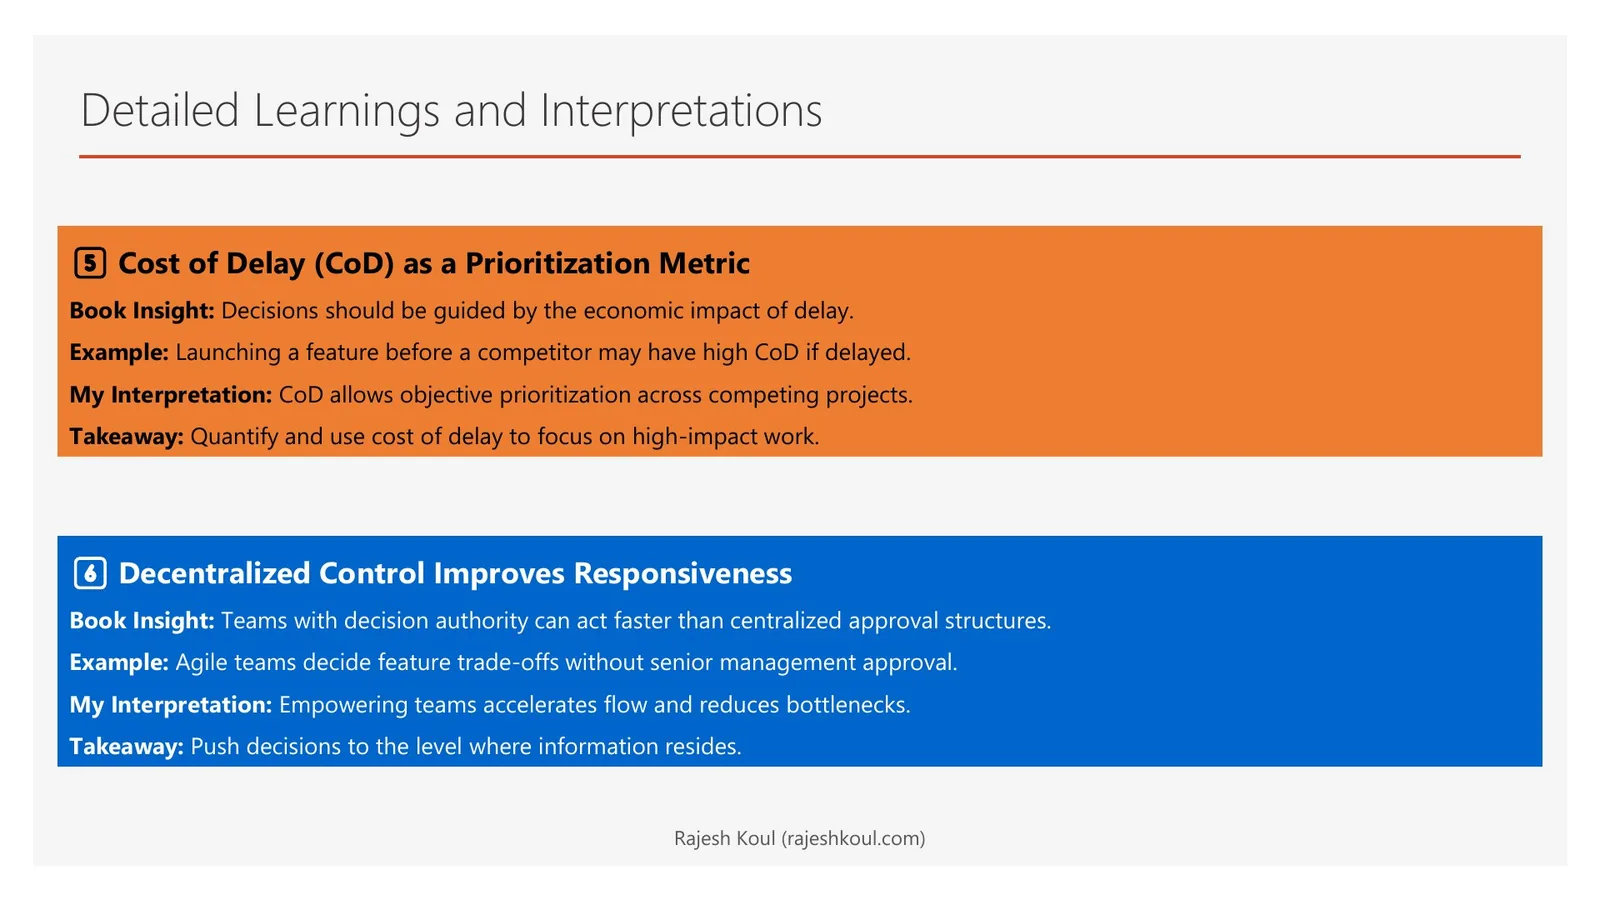 Detailed Learnings and Interpretations
5 Cost of Delay (CoD) as a Prioritization Metric
Book Insight: Decisions should be guided by the economic impact of delay.
Example: Launching a feature before a competitor may have high CoD if delayed.
My Interpretation: CoD allows objective prioritization across competing projects.
Takeaway: Quantify and use cost of delay to focus on high-impact work.
6 Decentralized Control Improves Responsiveness
Book Insight: Teams with decision authority can act faster than centralized approval structures.
Example: Agile teams decide feature trade-offs without senior management approval.
My Interpretation: Empowering teams accelerates flow and reduces bottlenecks.
Takeaway: Push decisions to the level where information resides.
Rajesh Koul (rajeshkoul.com)